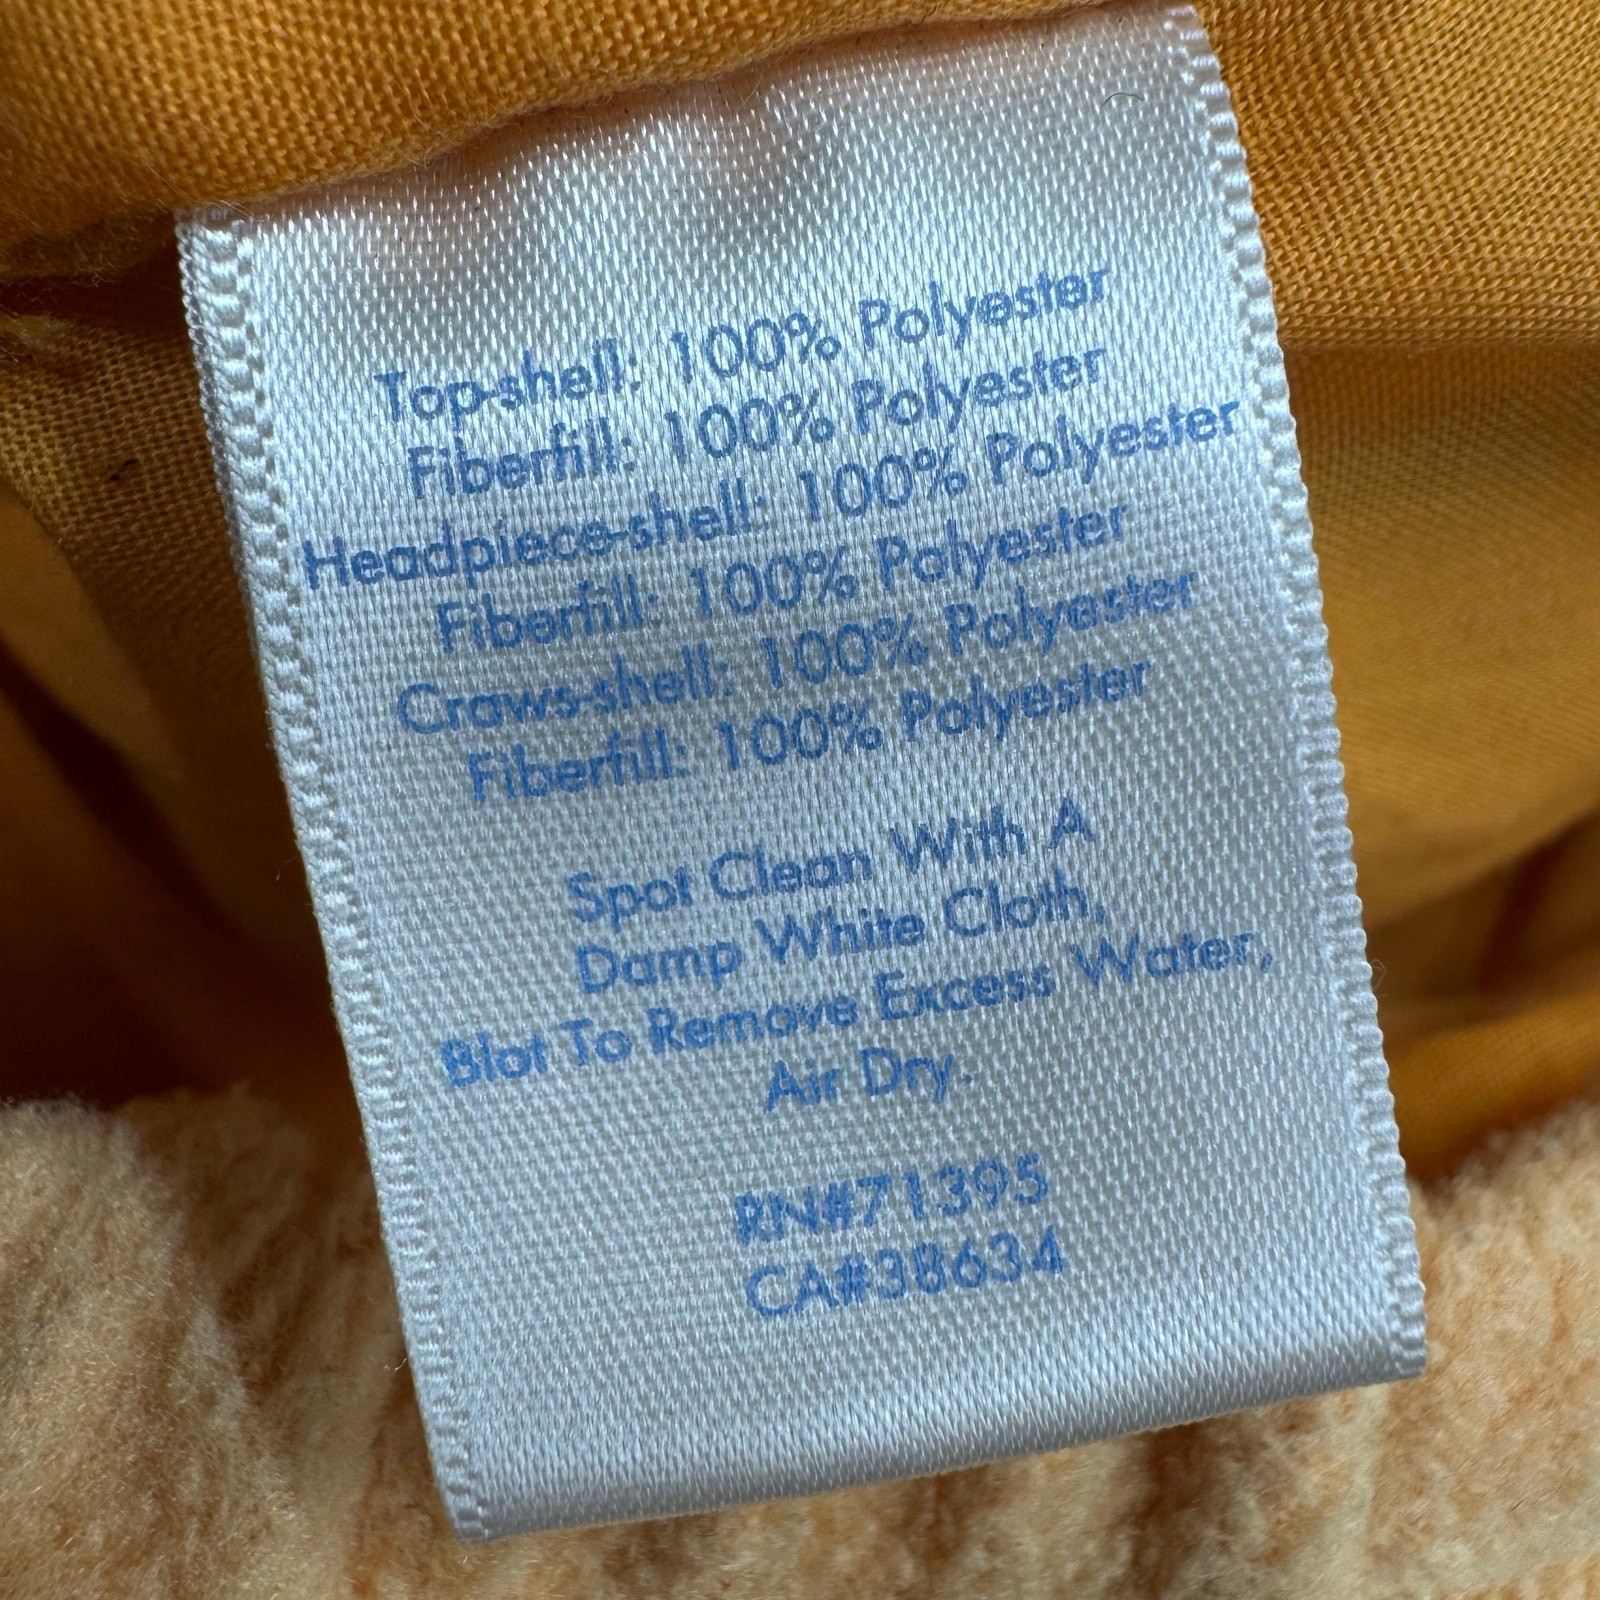 Top-shell: 100% Polyester
Fiberfill: 100% Polyester
Headpiece-shell: 100% Polyester
Fiberfill: 100% Polyester
Craws-shell: 100% Polyester
Fiberfill: 100% Polyester
Spot Clean With A
Damp White Cloth,
Blot To Remove Excess Water,
Air Dry.
RN#71395
CA#38634